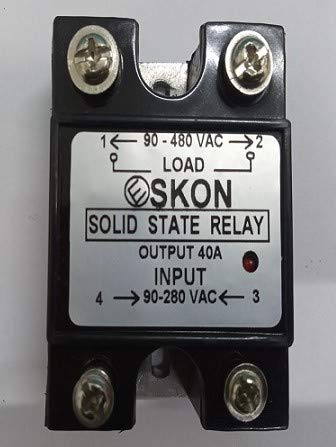 1 ← 90 - 480 VAC → 2
LOAD
ESKON
SOLID STATE RELAY
OUTPUT 40A
INPUT
4 → 90-280 VAC ← 3